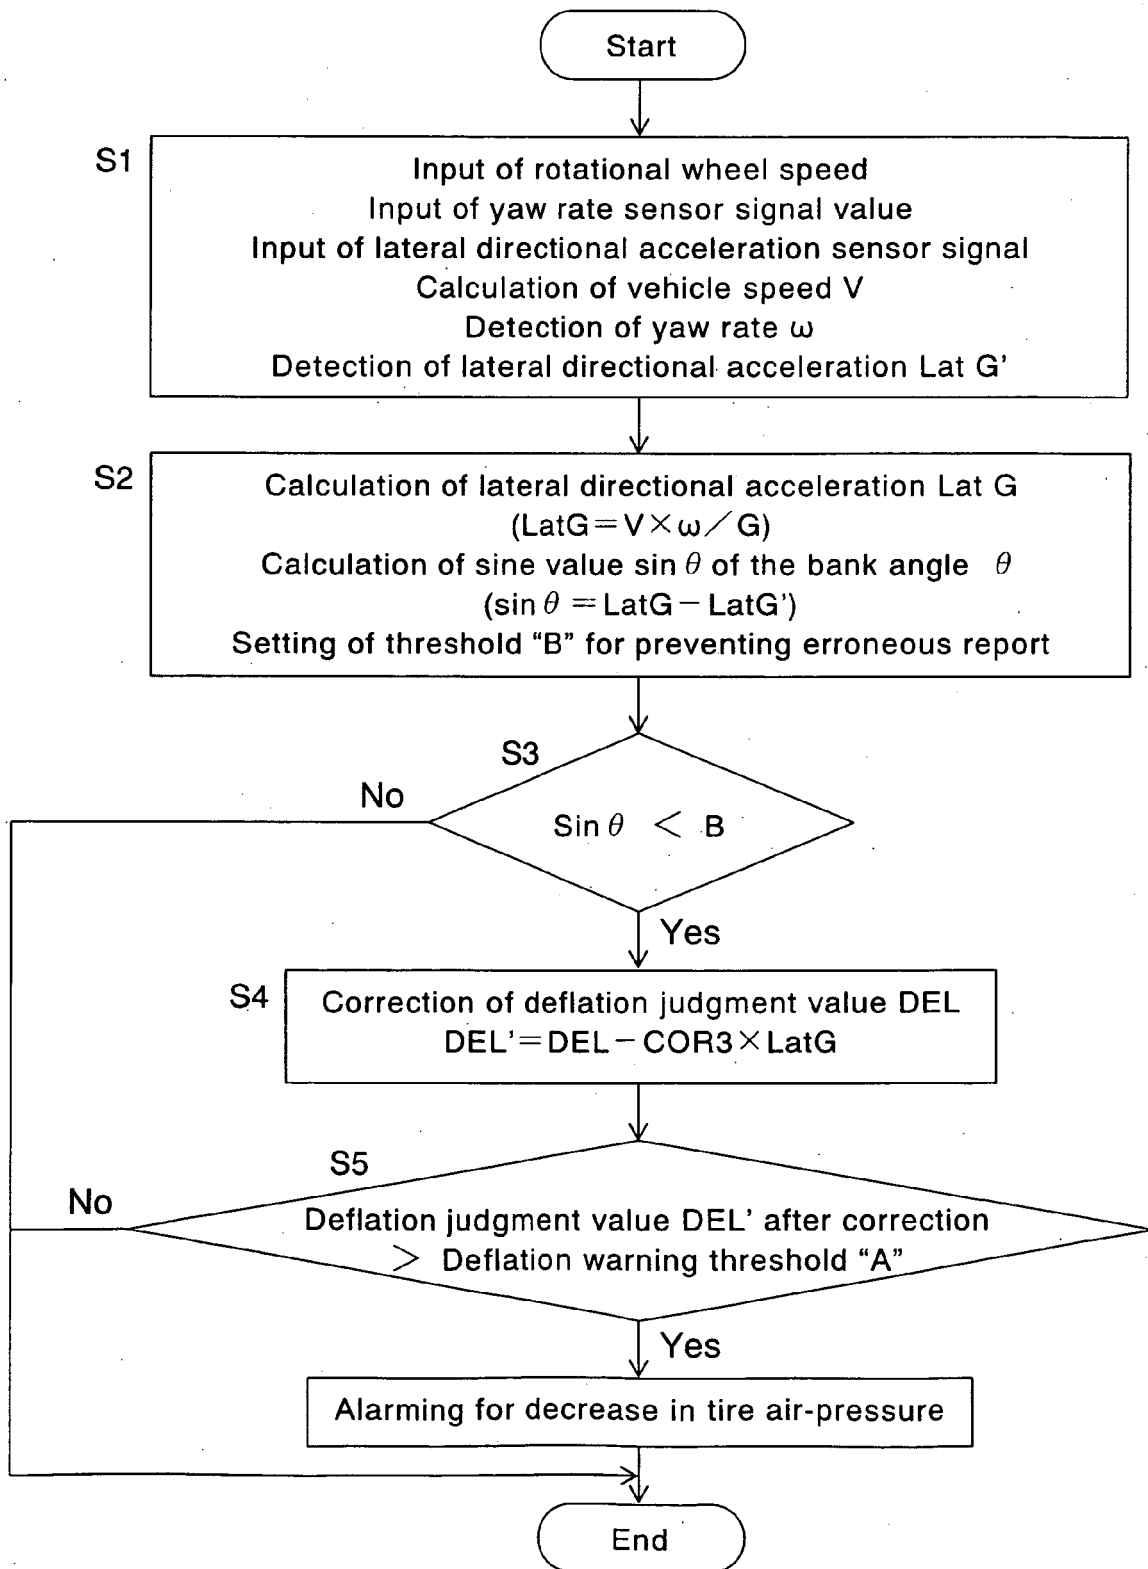 Start
S1
Input of rotational wheel speed
Input of yaw rate sensor signal value
Input of lateral directional acceleration sensor signal
Calculation of vehicle speed V
Detection of yaw rate ω
Detection of lateral directional acceleration Lat G'
S2
Calculation of lateral directional acceleration Lat G
(LatG=V×ω/G)
Calculation of sine value sin θ of the bank angle θ
(sin θ = LatG－LatG')
Setting of threshold “B” for preventing erroneous report
S3
No
Sin θ < B
Yes
S4
Correction of deflation judgment value DEL
DEL'=DEL－COR3×LatG
S5
No
Deflation judgment value DEL' after correction
> Deflation warning threshold “A”
Yes
Alarming for decrease in tire air-pressure
End